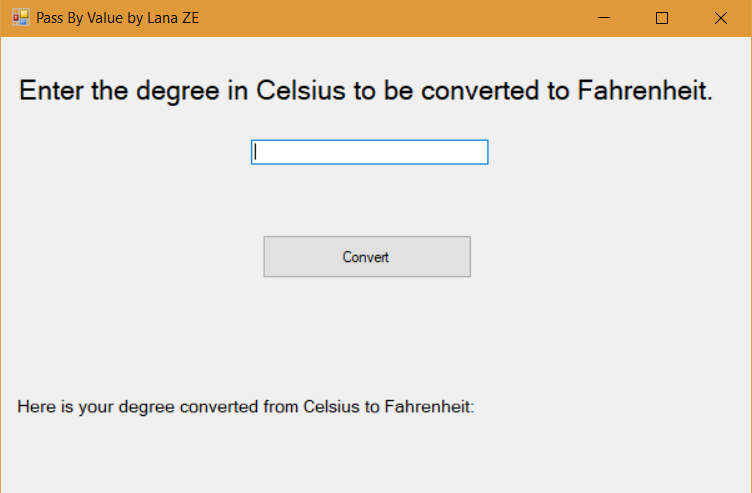 Pass By Value by Lana ZE
Enter the degree in Celsius to be converted to Fahrenheit.
Convert
Here is your degree converted from Celsius to Fahrenheit: